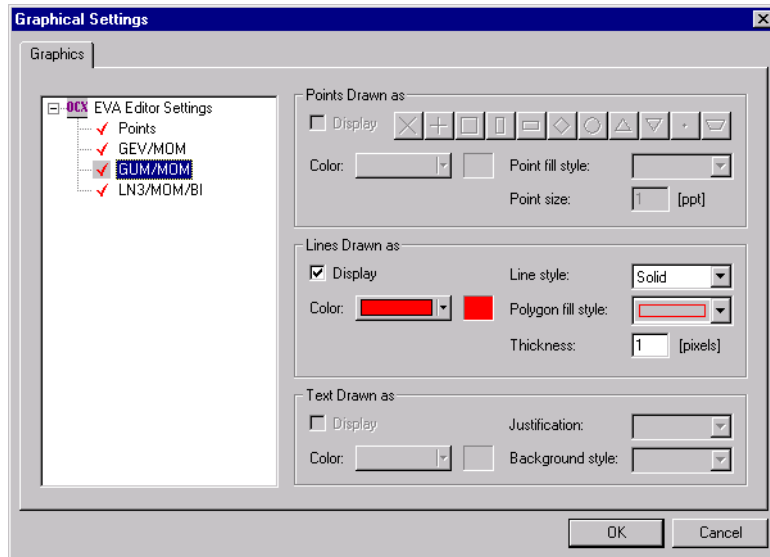 Graphical Settings
Graphics
OCX EVA Editor Settings
Points
GEV/MOM
GUM/MOM
LN3/MOM/BI
Points Drawn as
Display
Color:
Point fill style:
Point size: 1 [ppt]
Lines Drawn as
Display
Line style: Solid
Color:
Polygon fill style:
Thickness: 1 [pixels]
Text Drawn as
Display
Justification:
Color:
Background style:
OK
Cancel